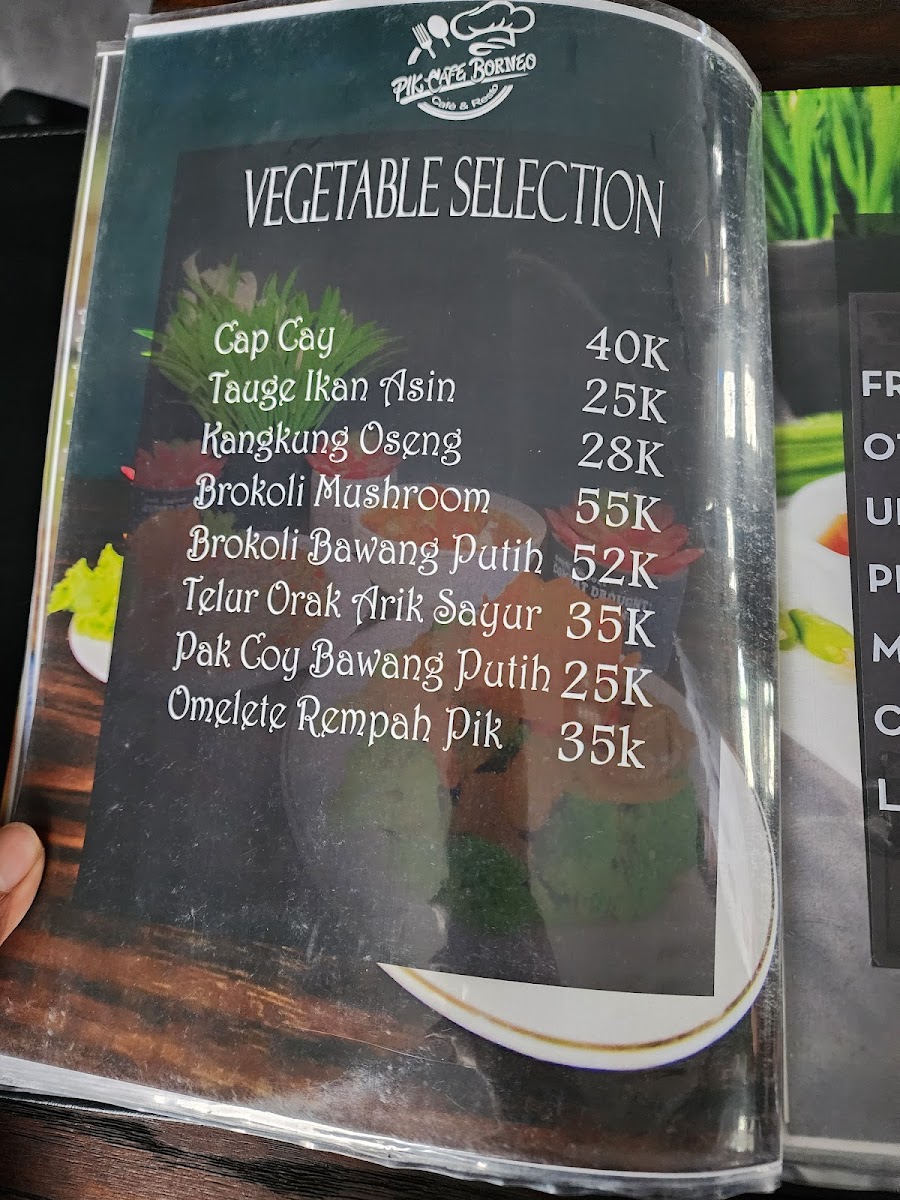 PIK CAFE BORNEO
Café & Resto
VEGETABLE SELECTION
Cap Cay 40K
Tauge Ikan Asin 25K
Kangkung Oseng 28K
Brokoli Mushroom 55K
Brokoli Bawang Putih 52K
Telur Orak Arik Sayur 35K
Pak Coy Bawang Putih 25K
Omelete Rempah Pik 35k